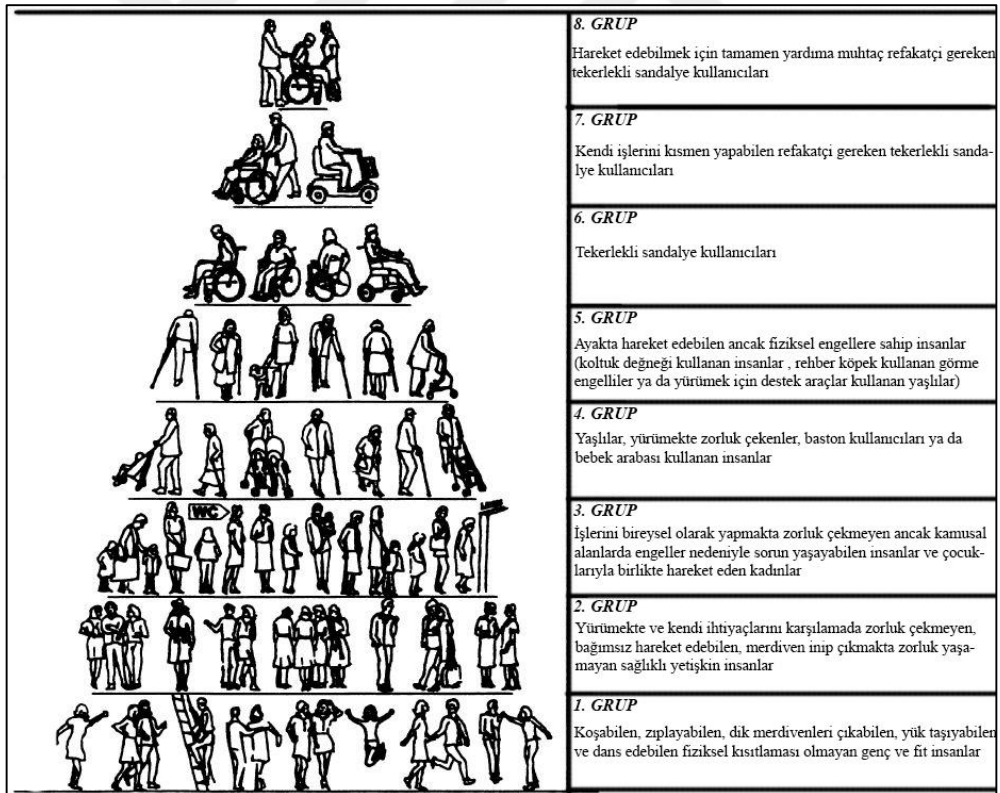 8. GRUP
Hareket edebilmek için tamamen yardıma muhtaç refakatçi gereken
tekerlekli sandalye kullanıcıları
7. GRUP
Kendi işlerini kısmen yapabilen refakatçi gereken tekerlekli sanda-
lye kullanıcıları
6. GRUP
Tekerlekli sandalye kullanıcıları
5. GRUP
Ayakta hareket edebilen ancak fiziksel engellere sahip insanlar
(koltuk değneği kullanan insanlar , rehber köpek kullanan görme
engelliler ya da yürümek için destek araçlar kullanan yaşlılar)
4. GRUP
Yaşlılar, yürümekte zorluk çekenler, baston kullanıcıları ya da
bebek arabası kullanan insanlar
WC
3. GRUP
İşlerini bireysel olarak yapmakta zorluk çekmeyen ancak kamusal
alanlarda engeller nedeniyle sorun yaşayabilen insanlar ve çocuk-
larıyla birlikte hareket eden kadınlar
2. GRUP
Yürümekte ve kendi ihtiyaçlarını karşılamada zorluk çekmeyen,
bağımsız hareket edebilen, merdiven inip çıkmakta zorluk yaşa-
mayan sağlıklı yetişkin insanlar
1. GRUP
Koşabilen, zıplayabilen, dik merdivenleri çıkabilen, yük taşıyabilen
ve dans edebilen fiziksel kısıtlaması olmayan genç ve fit insanlar